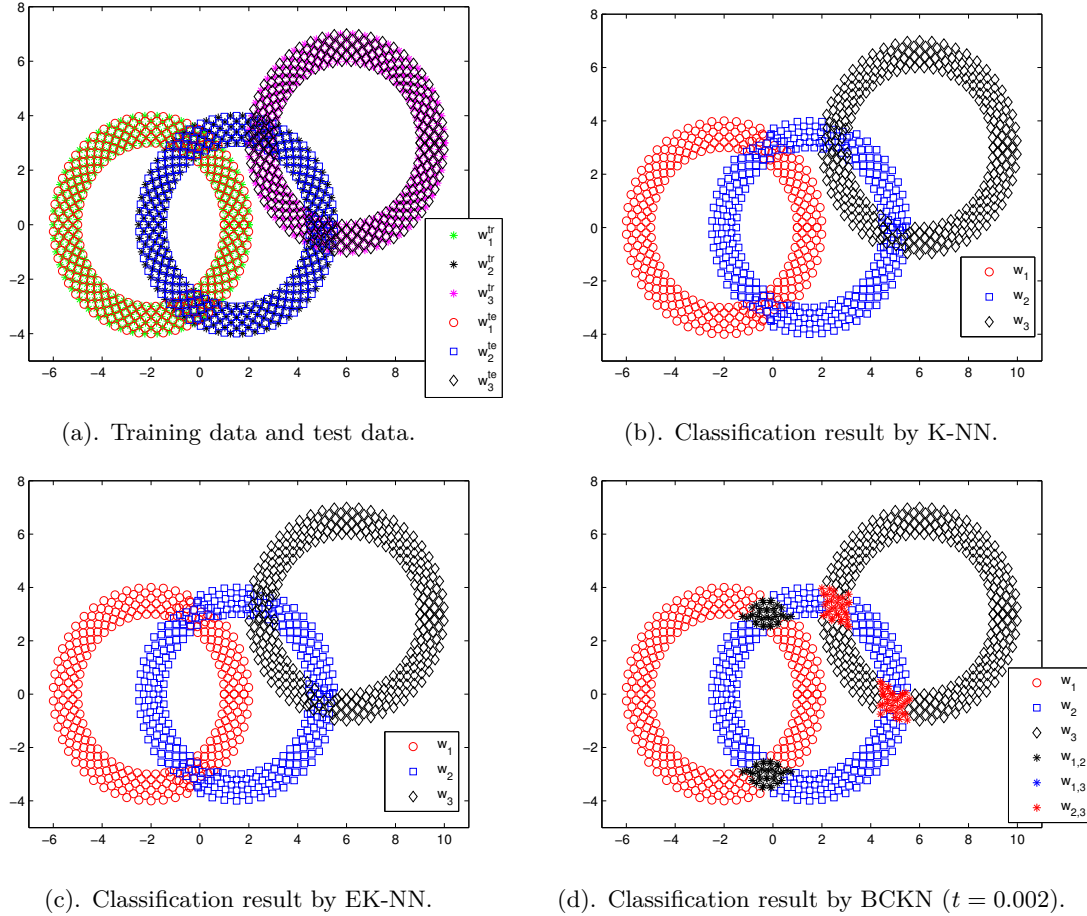 8
6
4
2
0
−2
−4
−6 −4 −2 0 2 4 6 8 10
w₁ᵗʳ
w₂ᵗʳ
w₃ᵗʳ
w₁ᵗᵉ
w₂ᵗᵉ
w₃ᵗᵉ
(a). Training data and test data.
8
6
4
2
0
−2
−4
−6 −4 −2 0 2 4 6 8 10
w₁
w₂
w₃
(b). Classification result by K-NN.
8
6
4
2
0
−2
−4
−6 −4 −2 0 2 4 6 8 10
w₁
w₂
w₃
(c). Classification result by EK-NN.
8
6
4
2
0
−2
−4
−6 −4 −2 0 2 4 6 8 10
w₁
w₂
w₃
w₁,₂
w₁,₃
w₂,₃
(d). Classification result by BCKN (t = 0.002).